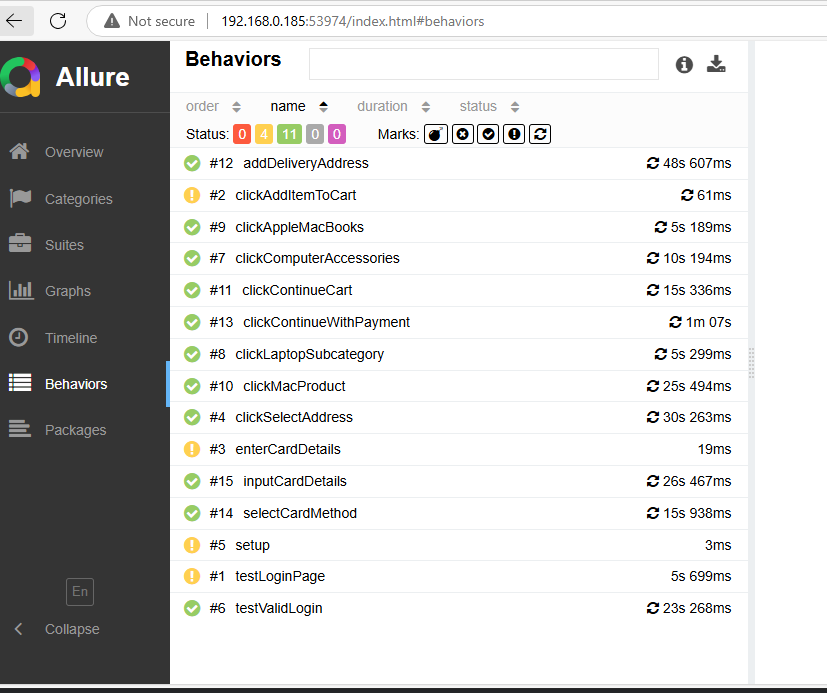 Not secure 192.168.0.185:53974/index.html#behaviors
Allure
Overview
Categories
Suites
Graphs
Timeline
Behaviors
Packages
En
Collapse
Behaviors
order name duration status
Status: 0 4 11 0 0 Marks:
#12 addDeliveryAddress 48s 607ms
#2 clickAddItemToCart 61ms
#9 clickAppleMacBooks 5s 189ms
#7 clickComputerAccessories 10s 194ms
#11 clickContinueCart 15s 336ms
#13 clickContinueWithPayment 1m 07s
#8 clickLaptopSubcategory 5s 299ms
#10 clickMacProduct 25s 494ms
#4 clickSelectAddress 30s 263ms
#3 enterCardDetails 19ms
#15 inputCardDetails 26s 467ms
#14 selectCardMethod 15s 938ms
#5 setup 3ms
#1 testLoginPage 5s 699ms
#6 testValidLogin 23s 268ms